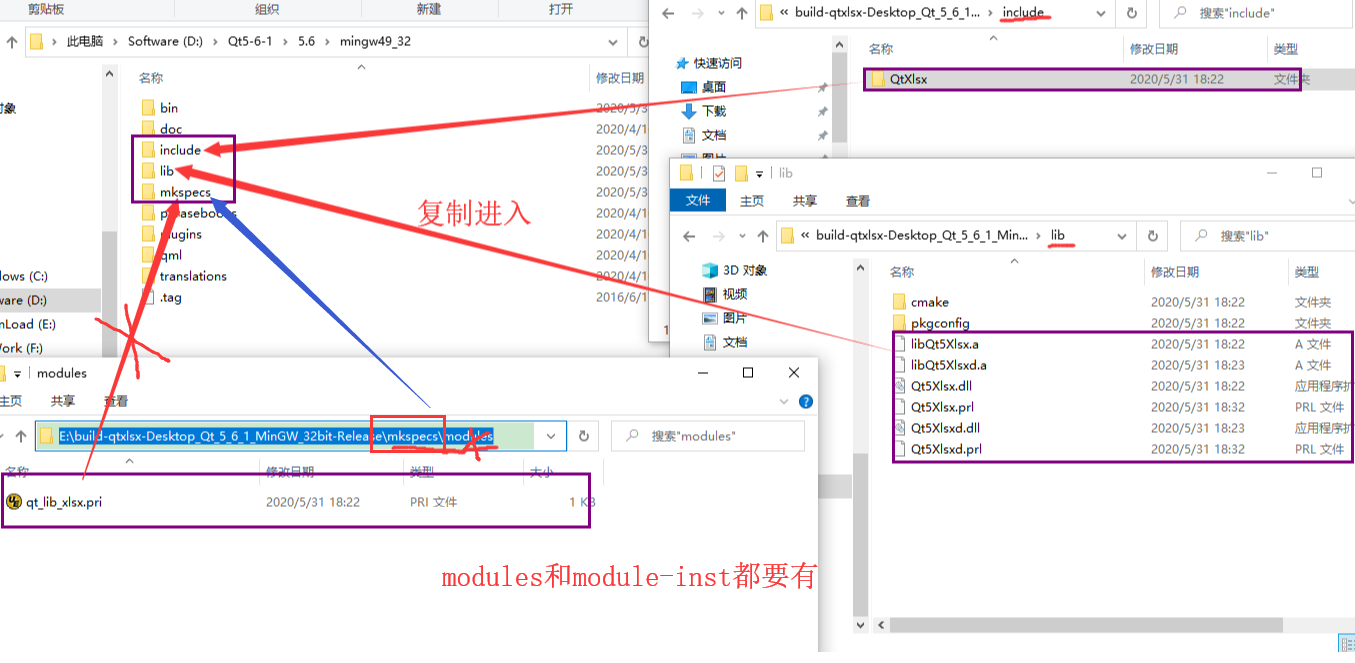 剪贴板 组织 新建 打开
此电脑 › Software (D:) › Qt5-6-1 › 5.6 › mingw49_32
名称 修改日期
对象
bin 2020/5/3
doc 2020/4/1
include 2020/5/3
lib 2020/5/3
mkspecs 2020/5/3
phrasebooks 2020/4/1
plugins 2020/4/1
qml 2020/4/1
translations 2020/4/1
.tag 2016/6/1
dows (C:)
ware (D:)
nLoad (E:)
Work (F:)
复制进入
« build-qtxlsx-Desktop_Qt_5_6_1... › include
搜索"include"
名称 修改日期 类型
快速访问
桌面
下载
文档
图片
QtXlsx 2020/5/31 18:22 文件夹
1
lib
文件 主页 共享 查看
« build-qtxlsx-Desktop_Qt_5_6_1_Min... › lib
搜索"lib"
3D 对象
视频
图片
文档
名称 修改日期 类型
cmake 2020/5/31 18:22 文件夹
pkgconfig 2020/5/31 18:22 文件夹
libQt5Xlsx.a 2020/5/31 18:22 A 文件
libQt5Xlsxd.a 2020/5/31 18:23 A 文件
Qt5Xlsx.dll 2020/5/31 18:22 应用程序扩
Qt5Xlsx.prl 2020/5/31 18:32 PRL 文件
Qt5Xlsxd.dll 2020/5/31 18:23 应用程序扩
Qt5Xlsxd.prl 2020/5/31 18:32 PRL 文件
modules
主页 共享 查看
E:\build-qtxlsx-Desktop_Qt_5_6_1_MinGW_32bit-Release\mkspecs\modules
搜索"modules"
名称 修改日期 类型 大小
qt_lib_xlsx.pri 2020/5/31 18:22 PRI 文件 1 KB
modules和module-inst都要有